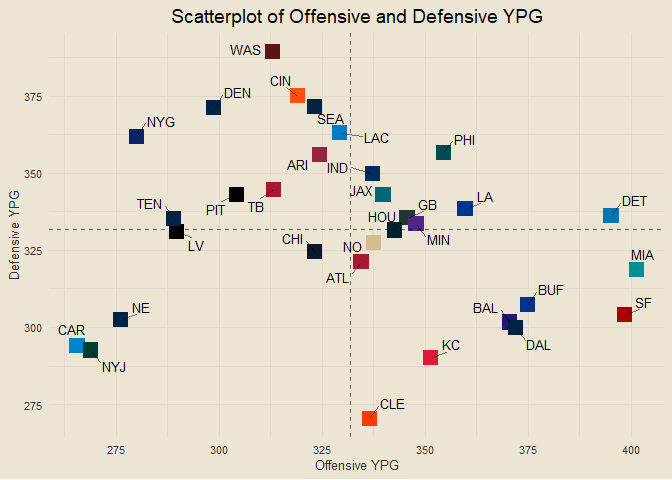 Scatterplot of Offensive and Defensive YPG
WAS
CIN
DEN
375
SEA
NYG
LAC
PHI
ARI
IND
350
JAX
LA
TEN
PIT
TB
GB
DET
HOU
LV
CHI
NO
MIN
325
MIA
ATL
BUF
SF
NE
BAL
300
CAR
DAL
KC
NYJ
CLE
275
Defensive YPG
275
300
325
350
375
400
Offensive YPG